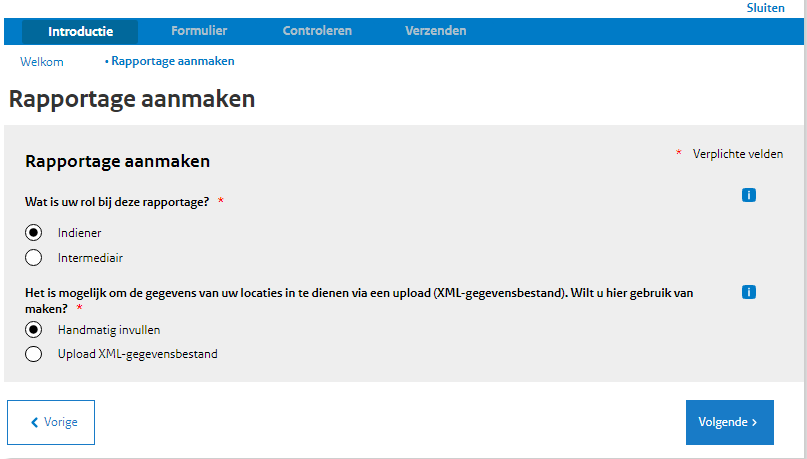 Sluiten
Introductie Formulier Controleren Verzenden
Welkom • Rapportage aanmaken
Rapportage aanmaken
Rapportage aanmaken
* Verplichte velden
Wat is uw rol bij deze rapportage? *
i
Indiener
Intermediair
Het is mogelijk om de gegevens van uw locaties in te dienen via een upload (XML-gegevensbestand). Wilt u hier gebruik van
maken? *
i
Handmatig invullen
Upload XML-gegevensbestand
Vorige
Volgende